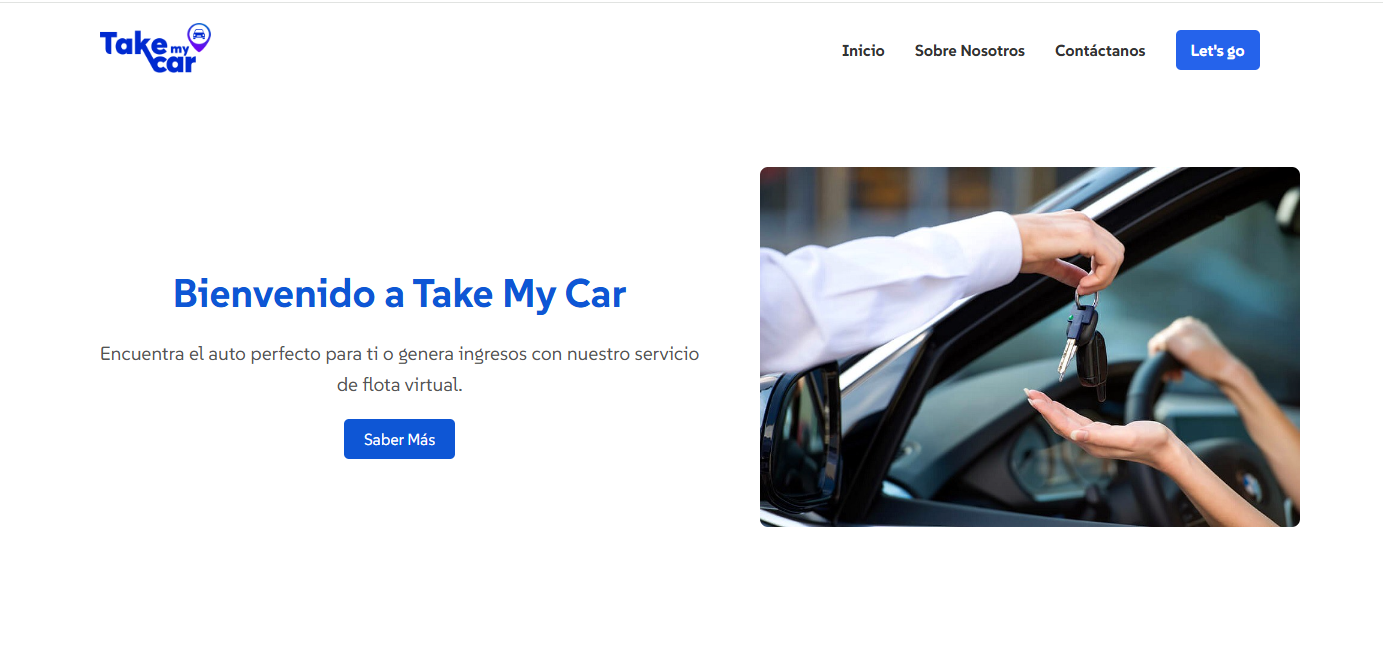 Take my
car
Inicio
Sobre Nosotros
Contáctanos
Let's go
Bienvenido a Take My Car
Encuentra el auto perfecto para ti o genera ingresos con nuestro servicio
de flota virtual.
Saber Más